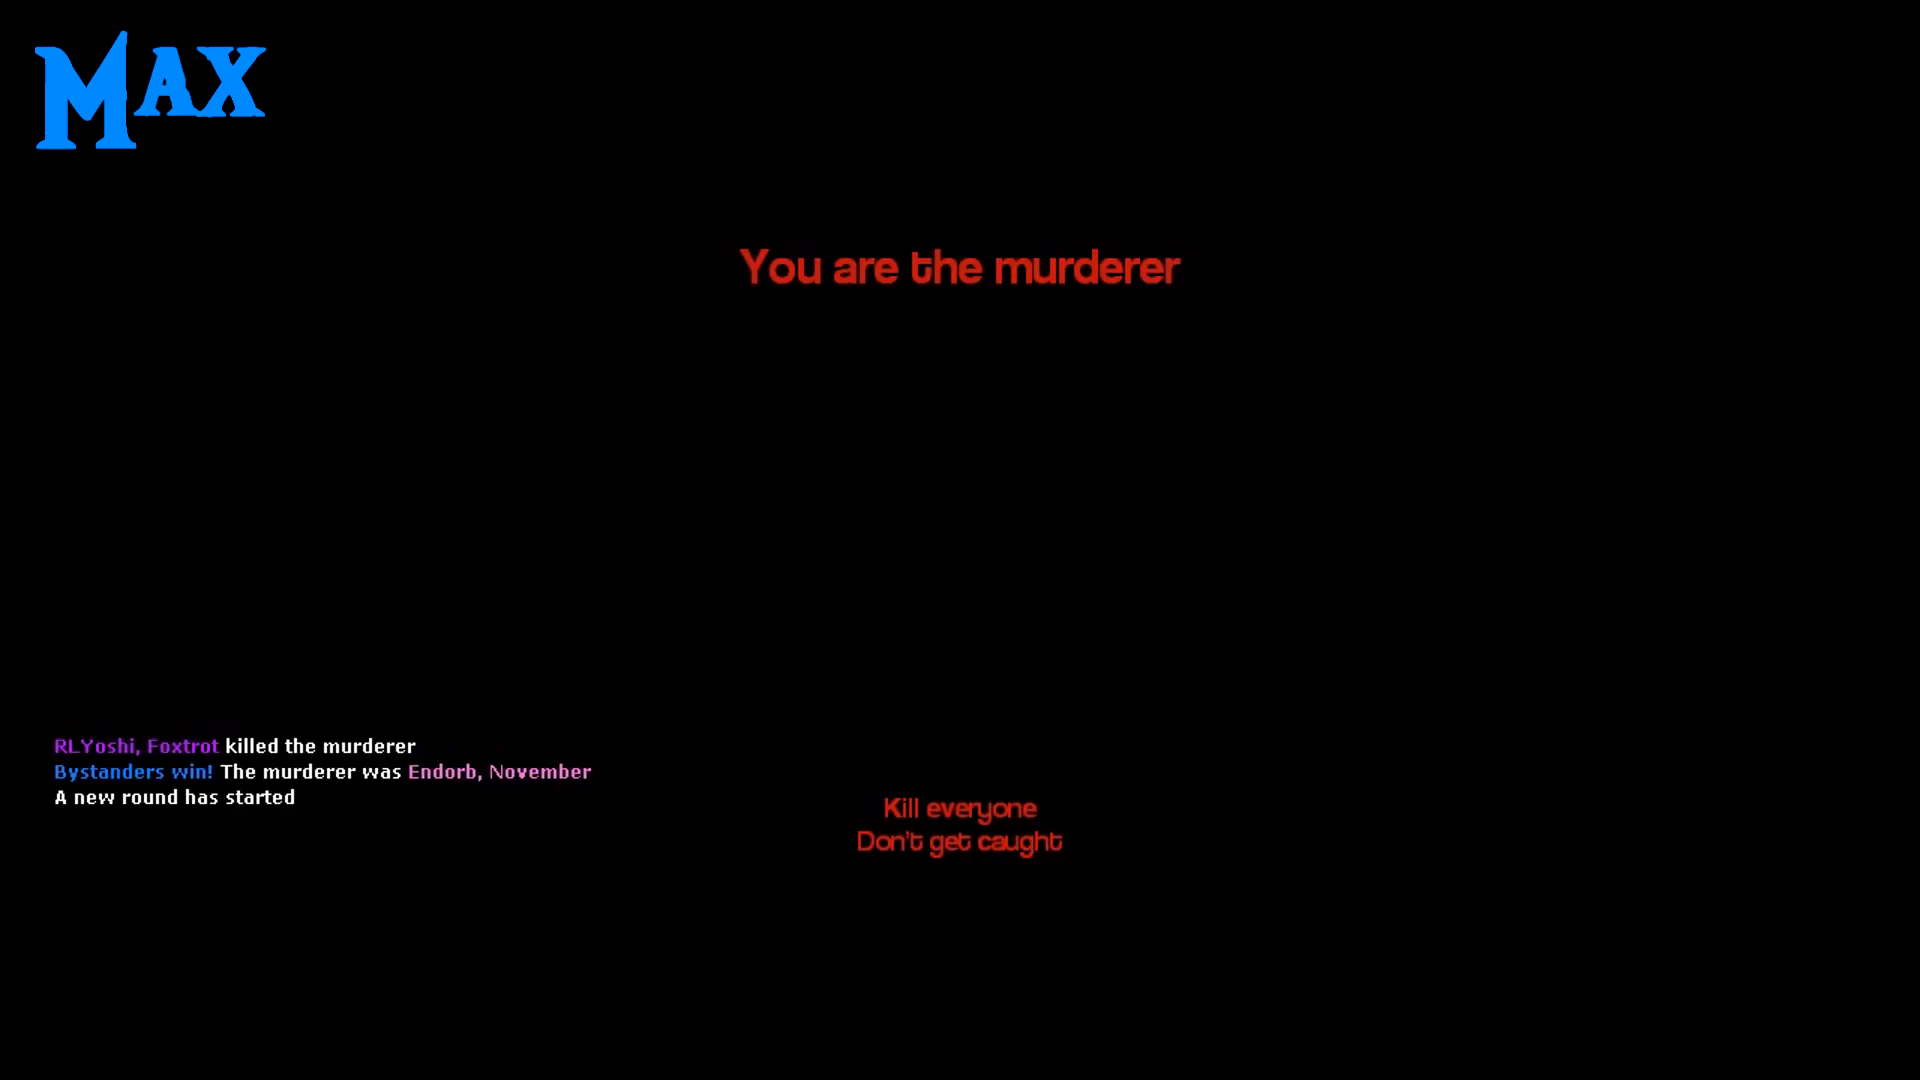 Max
You are the murderer
RLYoshi, Foxtrot killed the murderer
Bystanders win! The murderer was Endorb, November
A new round has started
Kill everyone
Don't get caught